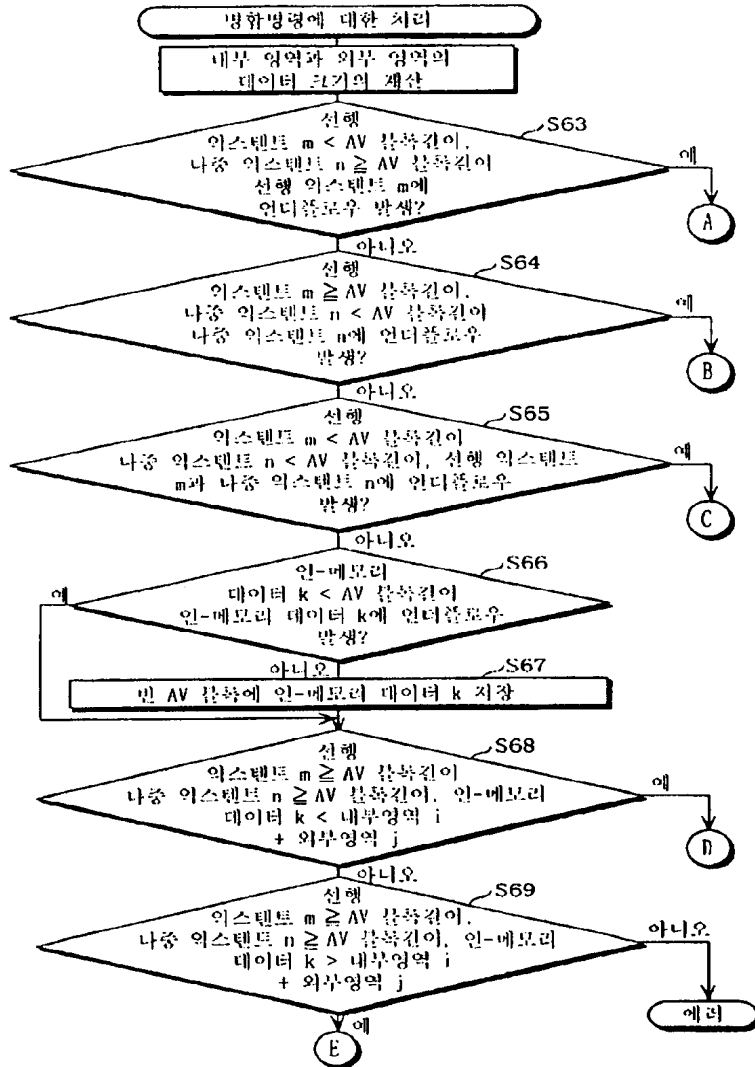 병합명령에 대한 처리
내부 영역과 외부 영역의
데이터 크기의 계산
S63
선행
익스텐트 m < AV 블록길이,
나중 익스텐트 n ≧ AV 블록길이
선행 익스텐트 m에
언더플로우 발생?
예
A
아니오
S64
선행
익스텐트 m ≧ AV 블록길이,
나중 익스텐트 n < AV 블록길이
나중 익스텐트 n에 언더플로우
발생?
예
B
아니오
S65
선행
익스텐트 m < AV 블록길이
나중 익스텐트 n < AV 블록길이, 선행 익스텐트
m과 나중 익스텐트 n에 언더플로우
발생?
예
C
아니오
S66
인-메모리
데이터 k < AV 블록길이
인-메모리 데이터 k에 언더플로우
발생?
예
아니오
S67
빈 AV 블록에 인-메모리 데이터 k 저장
S68
선행
익스텐트 m ≧ AV 블록길이
나중 익스텐트 n ≧ AV 블록길이, 인-메모리
데이터 k < 내부영역 i
+ 외부영역 j
예
D
아니오
S69
선행
익스텐트 m ≧ AV 블록길이,
나중 익스텐트 n ≧ AV 블록길이, 인-메모리
데이터 k > 내부영역 i
+ 외부영역 j
아니오
에러
예
E